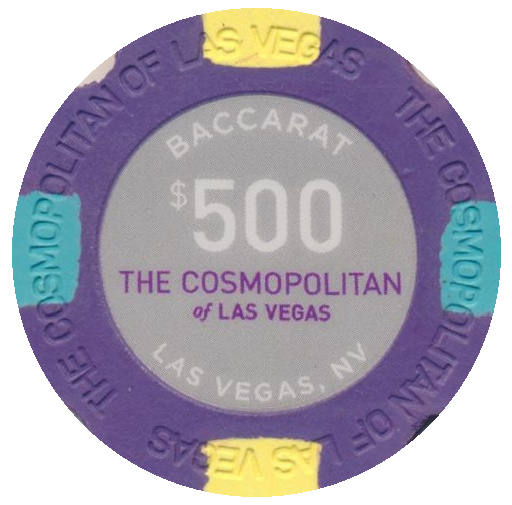 THE COSMOPOLITAN OF LAS VEGAS
THE COSMOPOLITAN OF LAS VEGAS
BACCARAT
$500
THE COSMOPOLITAN
of LAS VEGAS
LAS VEGAS, NV